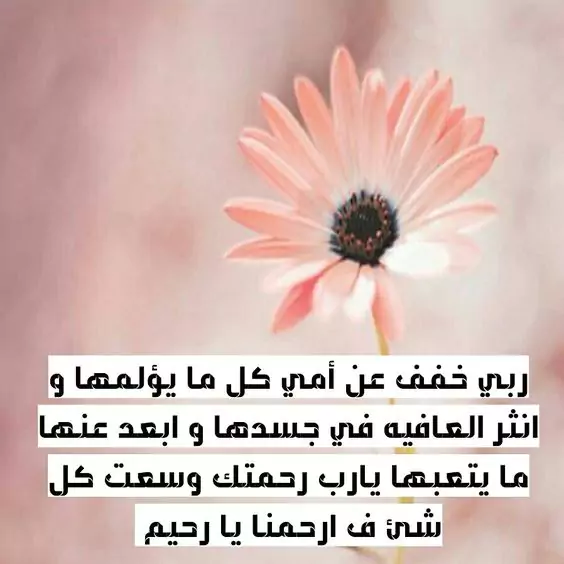 ربي خفف عن أمي كل ما يؤلمها و
انثر العافيه في جسدها و ابعد عنها
ما يتعبها يارب رحمتك وسعت كل
شئ ف ارحمنا يا رحيم